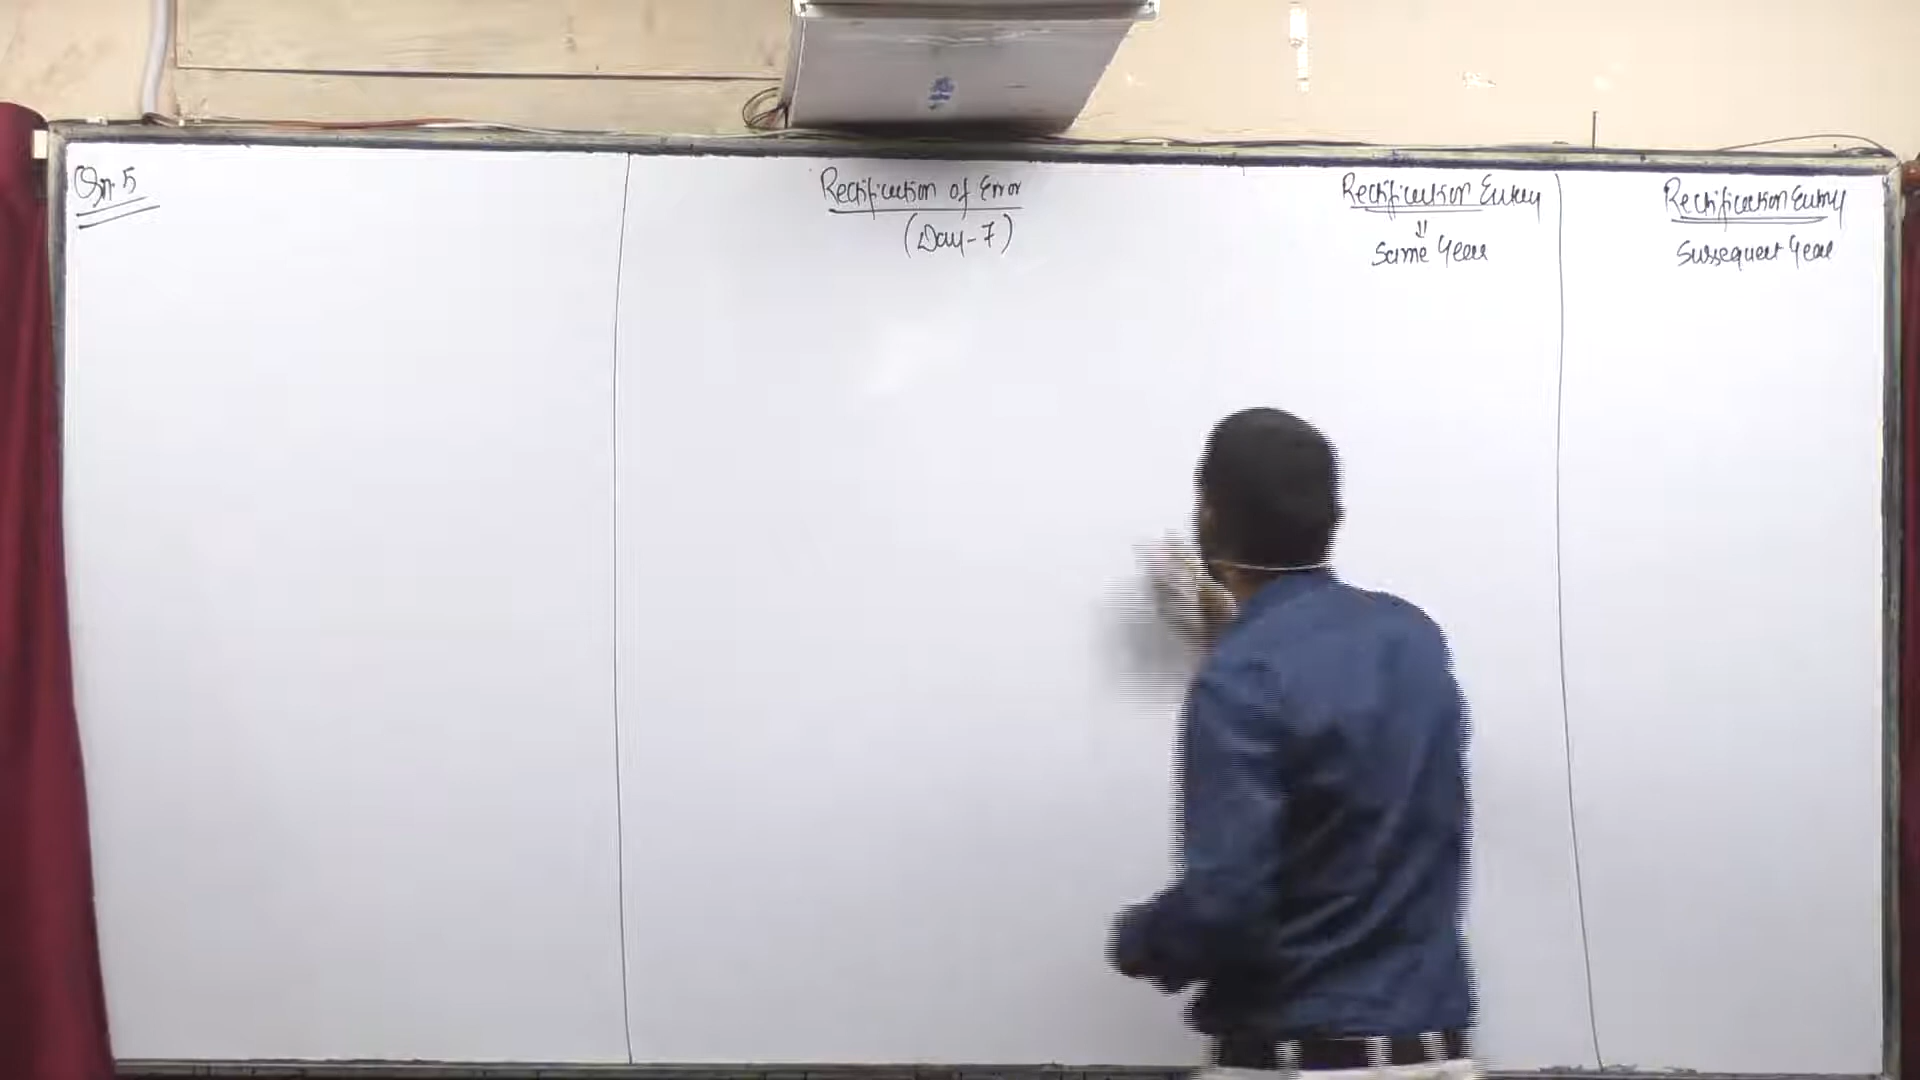 Qn. 5
Rectification of Error
(Day-7)
Rectification Entry
Same Year
Rectification Entry
Subsequent Year